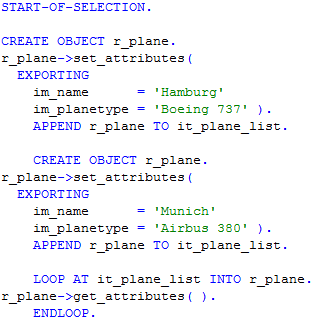 START-OF-SELECTION.
CREATE OBJECT r_plane.
r_plane->set_attributes(
EXPORTING
im_name      = 'Hamburg'
im_planetype = 'Boeing 737' ).
APPEND r_plane TO it_plane_list.
CREATE OBJECT r_plane.
r_plane->set_attributes(
EXPORTING
im_name      = 'Munich'
im_planetype = 'Airbus 380' ).
APPEND r_plane TO it_plane_list.
LOOP AT it_plane_list INTO r_plane.
r_plane->get_attributes( ).
ENDLOOP.